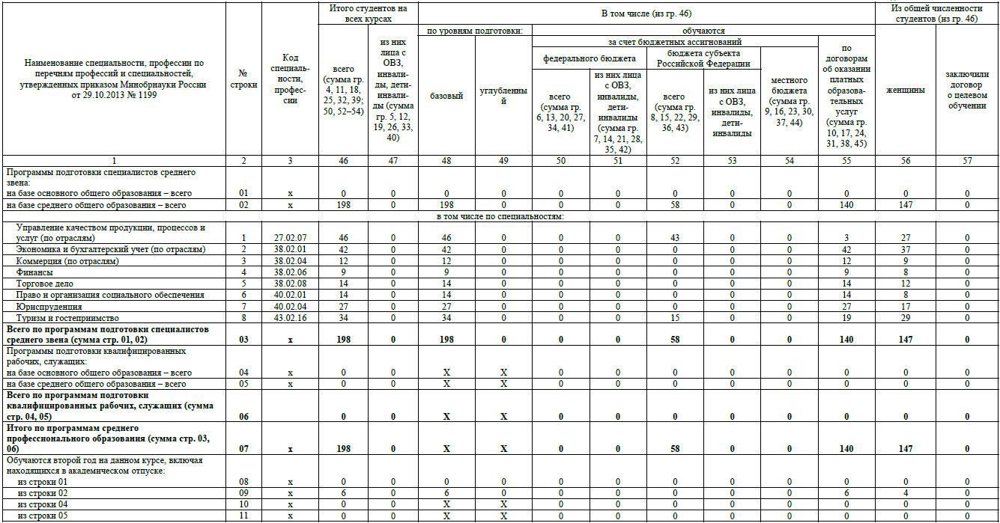 Наименование специальности, профессии по
перечням профессий и специальностей,
утвержденных приказом Минобрнауки России
от 29.10.2013 № 1199
№
строки
Код
специаль-
ности,
профес-
сии
Итого студентов на
всех курсах
всего
(сумма гр.
4, 11, 18,
25, 32, 39;
50, 52–54)
из них
лица с
ОВЗ,
инвали-
ды, дети-
инвали-
ды (сумма
гр. 5, 12,
19, 26, 33,
40)
В том числе (из гр. 46)
по уровням подготовки:
базовый
углубленны
й
обучаются
за счет бюджетных ассигнований
федерального бюджета
всего
(сумма гр.
6, 13, 20, 27,
34, 41)
из них лица
с ОВЗ,
инвалиды,
дети-
инвалиды
(сумма гр.
7, 14, 21, 28,
35, 42)
бюджета субъекта
Российской Федерации
всего
(сумма гр.
8, 15, 22, 29,
36, 43)
из них лица
с ОВЗ,
инвалиды,
дети-
инвалиды
местного
бюджета
(сумма гр.
9, 16, 23, 30,
37, 44)
по
договорам
об оказании
платных
образова-
тельных
услуг
(сумма гр.
10, 17, 24,
31, 38, 45)
Из общей численности
студентов (из гр. 46)
женщины
заключили
договор
о целевом
обучении
1 2 3 46 47 48 49 50 51 52 53 54 55 56 57
Программы подготовки специалистов среднего
звена:
на базе основного общего образования – всего 01 x 0 0 0 0 0 0 0 0 0 0 0 0
на базе среднего общего образования – всего 02 x 198 0 198 0 0 0 58 0 0 140 147 0
в том числе по специальностям:
Управление качеством продукции, процессов и
услуг (по отраслям) 1 27.02.07 46 0 46 0 0 0 43 0 0 3 27 0
Экономика и бухгалтерский учет (по отраслям) 2 38.02.01 42 0 42 0 0 0 0 0 0 42 37 0
Коммерция (по отраслям) 3 38.02.04 12 0 12 0 0 0 0 0 0 12 9 0
Финансы 4 38.02.06 9 0 9 0 0 0 0 0 0 9 8 0
Торговое дело 5 38.02.08 14 0 14 0 0 0 0 0 0 14 12 0
Право и организация социального обеспечения 6 40.02.01 14 0 14 0 0 0 0 0 0 14 8 0
Юриспруденция 7 40.02.04 27 0 27 0 0 0 0 0 0 27 17 0
Туризм и гостеприимство 8 43.02.16 34 0 34 0 0 0 15 0 0 19 29 0
Всего по программам подготовки специалистов
среднего звена (сумма стр. 01, 02) 03 x 198 0 198 0 0 0 58 0 0 140 147 0
Программы подготовки квалифицированных
рабочих, служащих:
на базе основного общего образования – всего 04 x 0 0 X X 0 0 0 0 0 0 0 0
на базе среднего общего образования – всего 05 x 0 0 X X 0 0 0 0 0 0 0 0
Всего по программам подготовки
квалифицированных рабочих, служащих (сумма
стр. 04, 05) 06 0 0 X X 0 0 0 0 0 0 0 0
Итого по программам среднего
профессионального образования (сумма стр. 03,
06) 07 x 198 0 X X 0 0 58 0 0 140 147 0
Обучаются второй год на данном курсе, включая
находящихся в академическом отпуске:
из строки 01 08 x 0 0 0 0 0 0 0 0 0 0 0 0
из строки 02 09 x 6 0 6 0 0 0 0 0 0 6 4 0
из строки 04 10 x 0 0 X X 0 0 0 0 0 0 0 0
из строки 05 11 x 0 0 X X 0 0 0 0 0 0 0 0